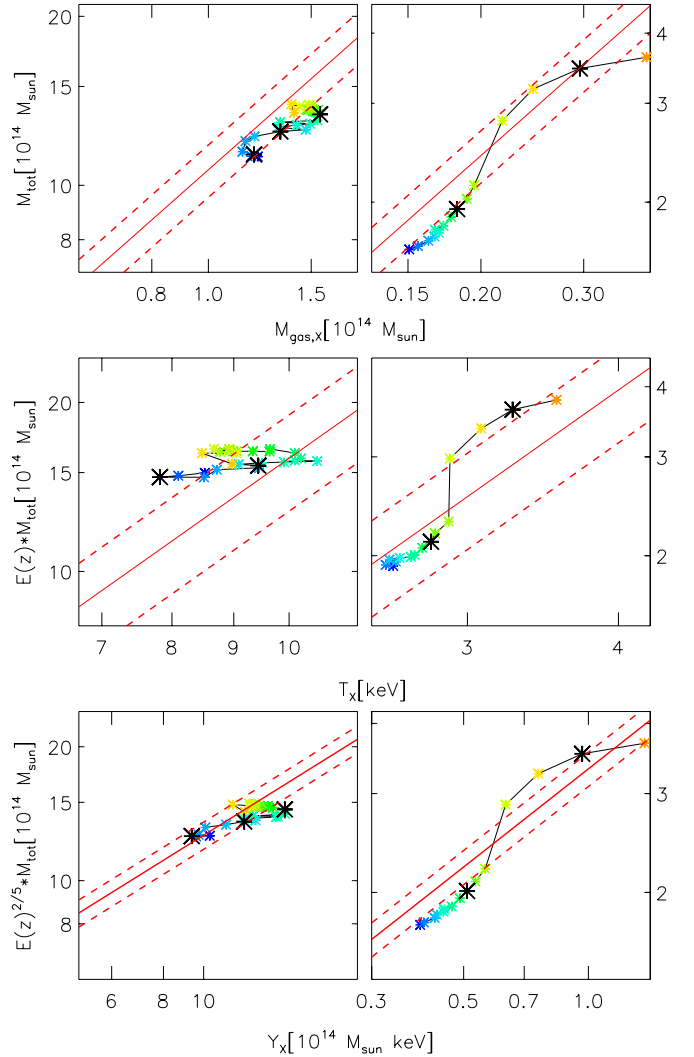 20
15
10
8
M_tot[10^14 M_sun]
4
3
2
0.8 1.0 1.5 0.15 0.20 0.30
M_gas,X[10^14 M_sun]
20
15
10
E(z)*M_tot[10^14 M_sun]
4
3
2
7 8 9 10 3 4
T_X[keV]
20
15
10
8
E(z)^2/5*M_tot[10^14 M_sun]
3
2
6 10 0.3 0.5 0.7 1.0
Y_X[10^14 M_sun keV]